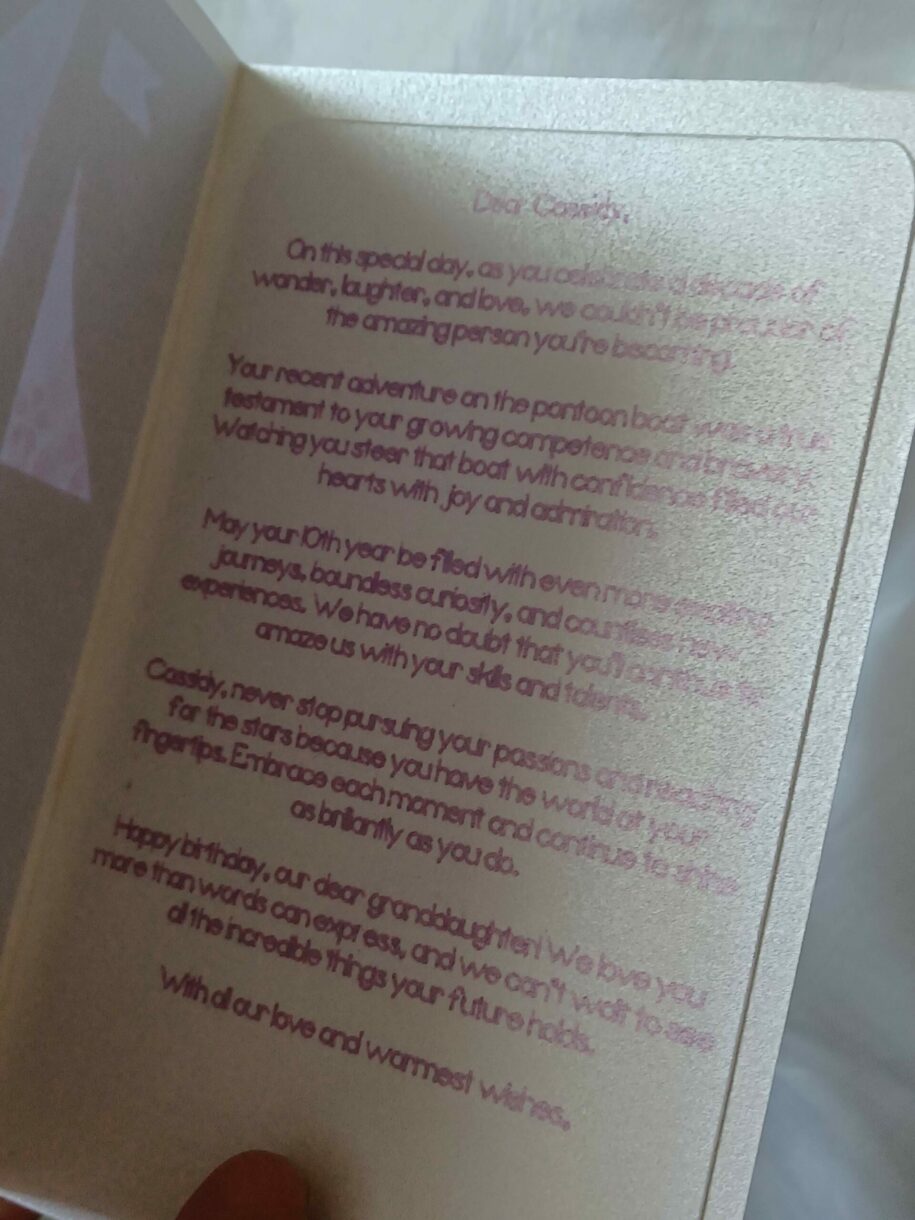 Dear Cassidy,
On this special day, as you celebrate a decade of
wonder, laughter, and love, we couldn't be prouder of
the amazing person you're becoming.
Your recent adventure on the pontoon boat was a true
testament to your growing competence and bravery.
Watching you steer that boat with confidence filled our
hearts with joy and admiration.
May your 10th year be filled with even more exciting
journeys, boundless curiosity, and countless new
experiences. We have no doubt that you'll continue to
amaze us with your skills and talents.
Cassidy, never stop pursuing your passions and reaching
for the stars because you have the world at your
fingertips. Embrace each moment and continue to shine
as brilliantly as you do.
Happy birthday, our dear granddaughter! We love you
more than words can express, and we can't wait to see
all the incredible things your future holds.
With all our love and warmest wishes,